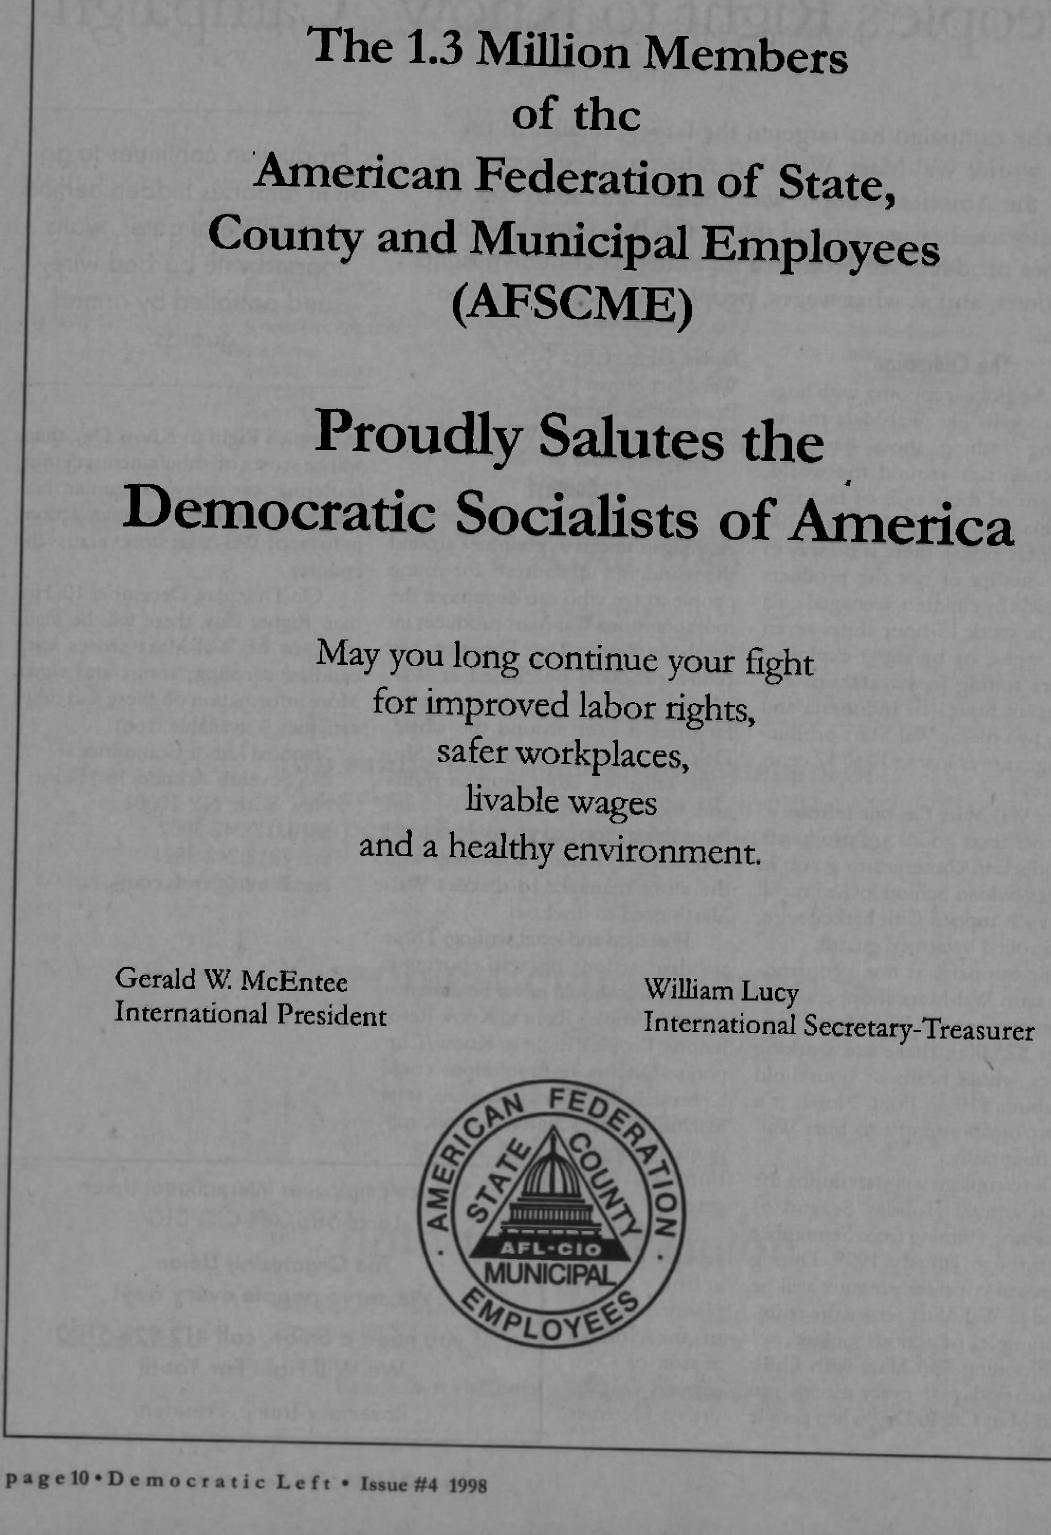 The 1.3 Million Members
of the
American Federation of State,
County and Municipal Employees
(AFSCME)
Proudly Salutes the
Democratic Socialists of America
May you long continue your fight
for improved labor rights,
safer workplaces,
livable wages
and a healthy environment.
Gerald W. McEntee
International President
William Lucy
International Secretary-Treasurer
AMERICAN FEDERATION
STATE COUNTY
AFL-CIO
MUNICIPAL
EMPLOYEES
page 10 • Democratic Left • Issue #4 1998